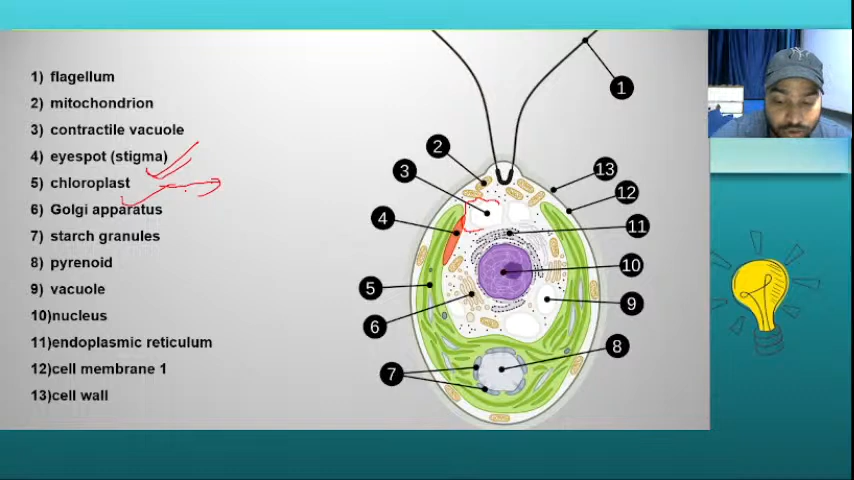 1) flagellum
2) mitochondrion
3) contractile vacuole
4) eyespot (stigma)
5) chloroplast
6) Golgi apparatus
7) starch granules
8) pyrenoid
9) vacuole
10)nucleus
11)endoplasmic reticulum
12)cell membrane 1
13)cell wall
1
2
3
13
12
4
11
10
5
9
6
8
7